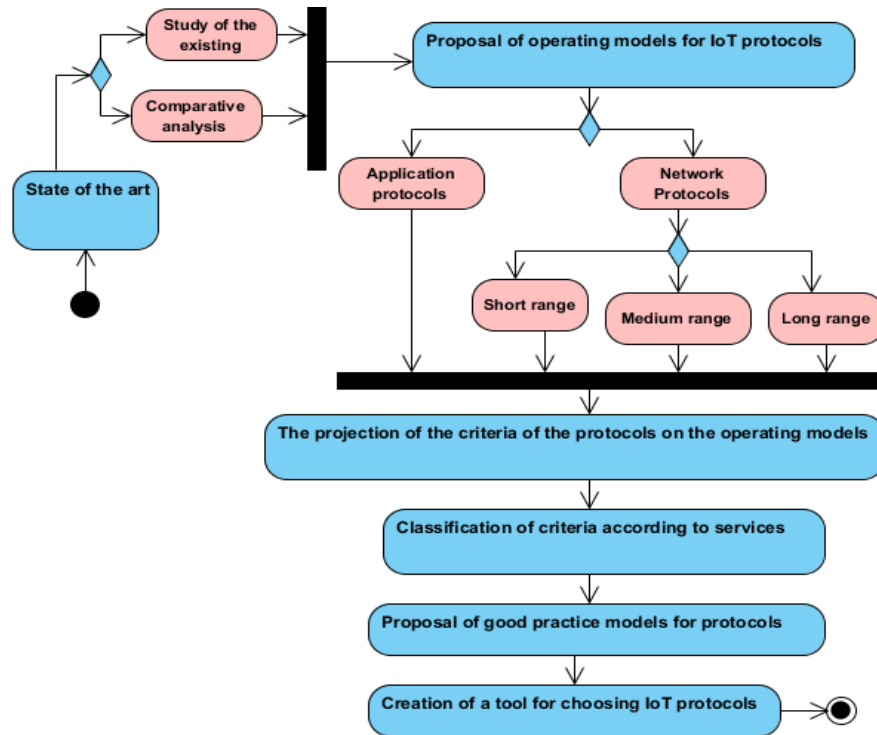 Study of the
existing
Comparative
analysis
State of the art
Proposal of operating models for IoT protocols
Application
protocols
Network
Protocols
Short range
Medium range
Long range
The projection of the criteria of the protocols on the operating models
Classification of criteria according to services
Proposal of good practice models for protocols
Creation of a tool for choosing IoT protocols